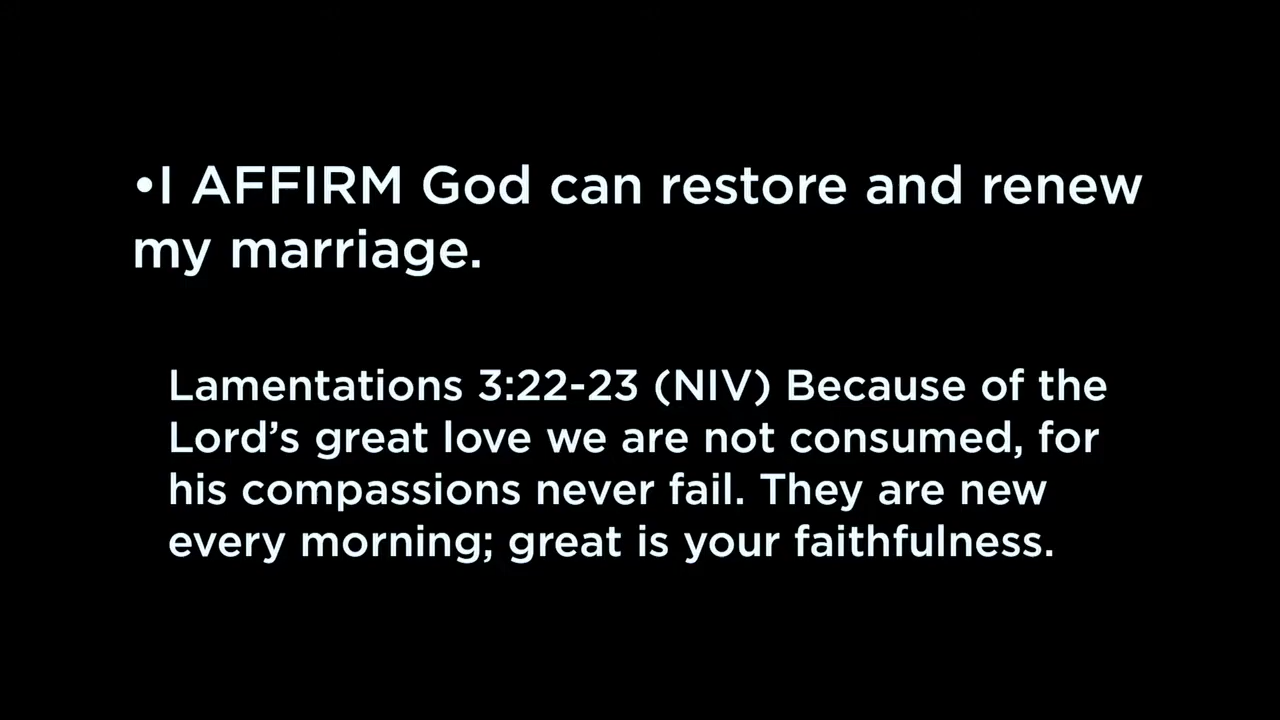 •I AFFIRM God can restore and renew
my marriage.
Lamentations 3:22-23 (NIV) Because of the
Lord’s great love we are not consumed, for
his compassions never fail. They are new
every morning; great is your faithfulness.